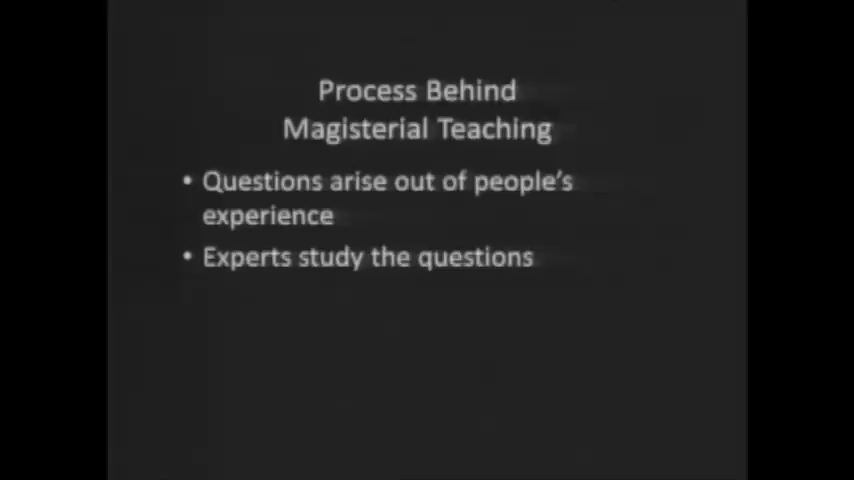 Process Behind
Magisterial Teaching
• Questions arise out of people's
experience
• Experts study the questions